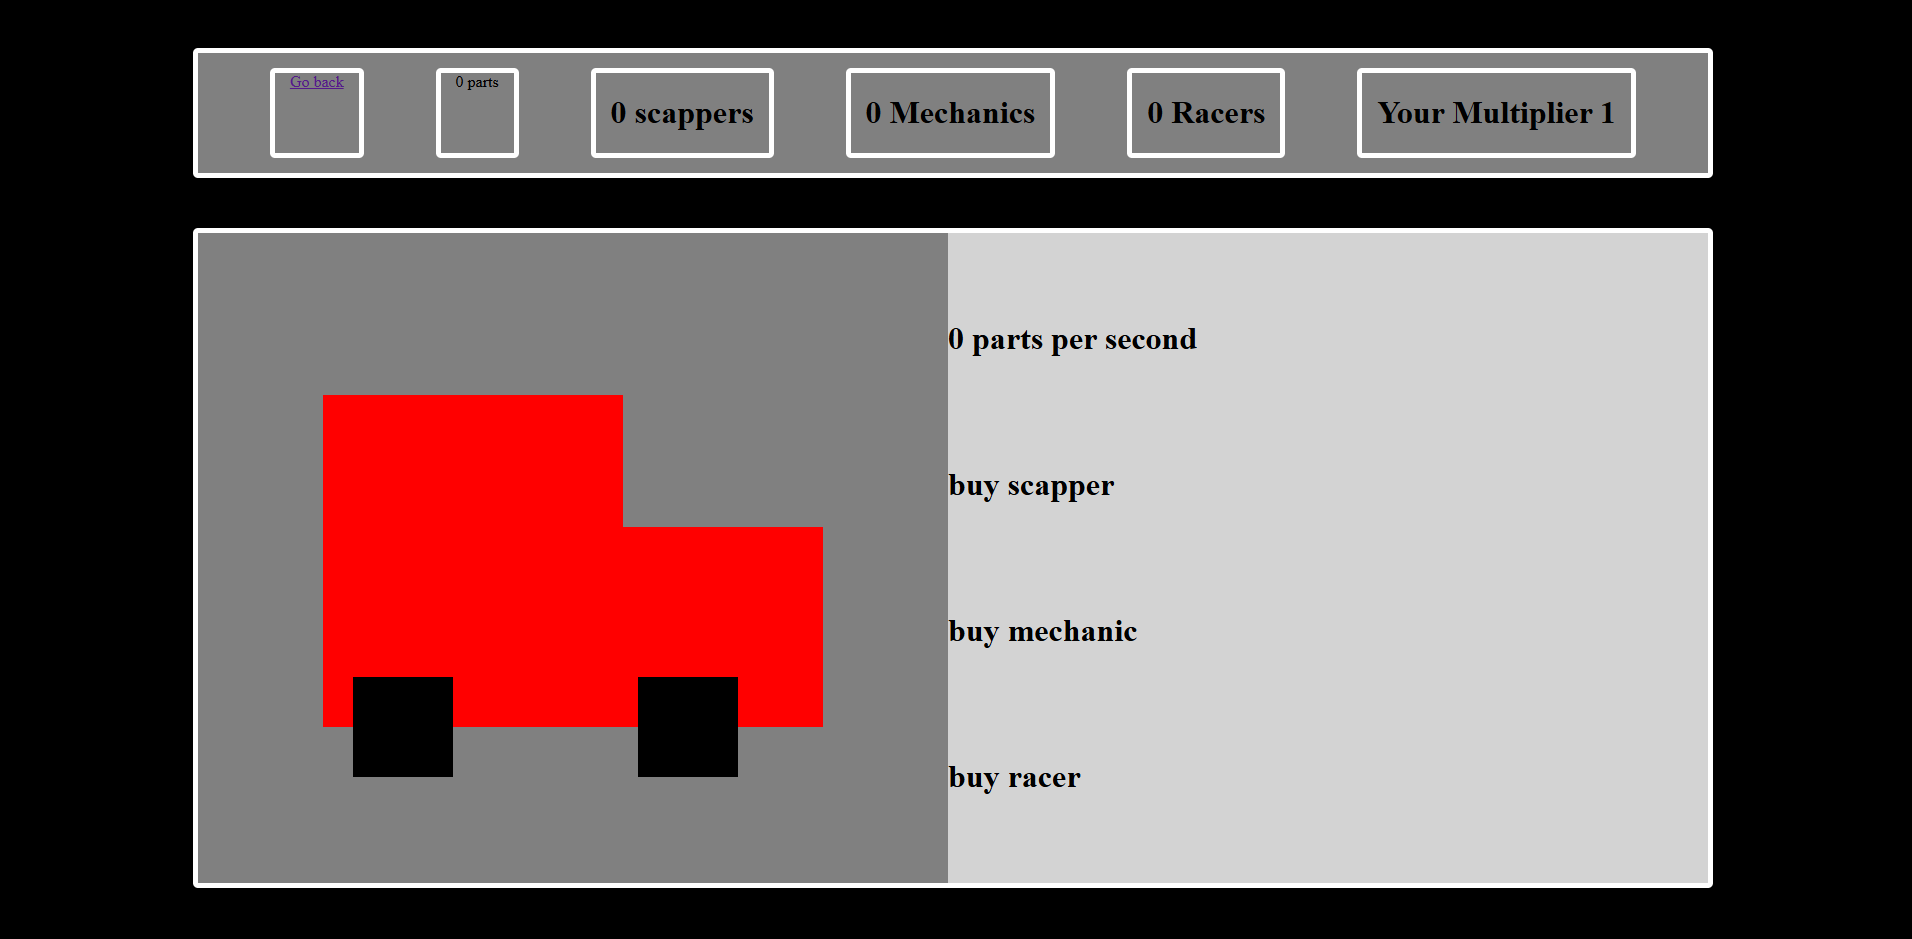 Go back
0 parts
0 scappers
0 Mechanics
0 Racers
Your Multiplier 1
0 parts per second
buy scapper
buy mechanic
buy racer